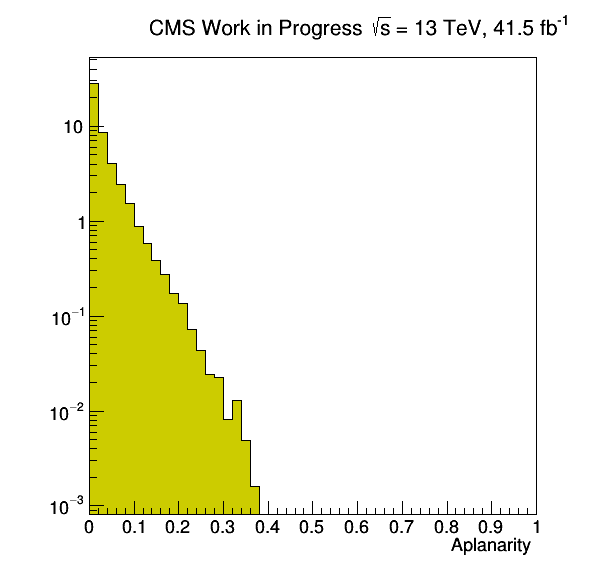 CMS Work in Progress √s = 13 TeV, 41.5 fb⁻¹
10
1
10⁻¹
10⁻²
10⁻³
0 0.1 0.2 0.3 0.4 0.5 0.6 0.7 0.8 0.9 1
Aplanarity